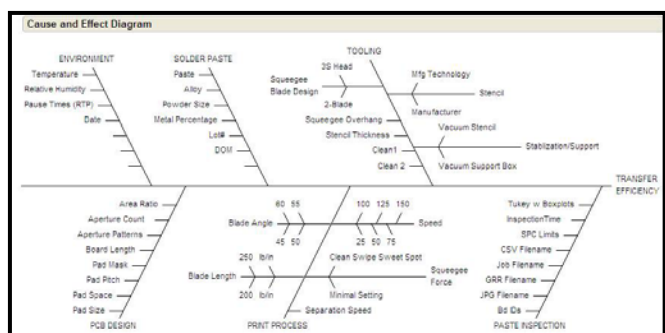 Cause and Effect Diagram
ENVIRONMENT
Temperature
Relative Humidity
Pause Times (RTP)
Date
SOLDER PASTE
Paste
Alloy
Powder Size
Metal Percentage
Lot#
DOM
TOOLING
2S Head
Squeegee
Blade Design
2-Blade
Squeegee Overhang
Stencil Thickness
Clean1
Clean 2
Mfg Technology
Stencil
Manufacturer
Vacuum Stencil
Stabilization/Support
Vacuum Support Box
TRANSFER
EFFICIENCY
Area Ratio
Aperture Count
Aperture Patterns
Board Length
Pad Mask
Pad Pitch
Pad Space
Pad Size
PCB DESIGN
60 55
Blade Angle
45 50
100 125 150
Speed
25 50 75
250 lb/in
Blade Length
200 lb/in
Clean Swipe Sweet Spot
Squeegee
Force
Minimal Setting
Separation Speed
PRINT PROCESS
Tukey w Boxplots
InspectionTime
SPC Limits
CSV Filename
Job Filename
GRR Filename
JPG Filename
Bd IDs
PASTE INSPECTION